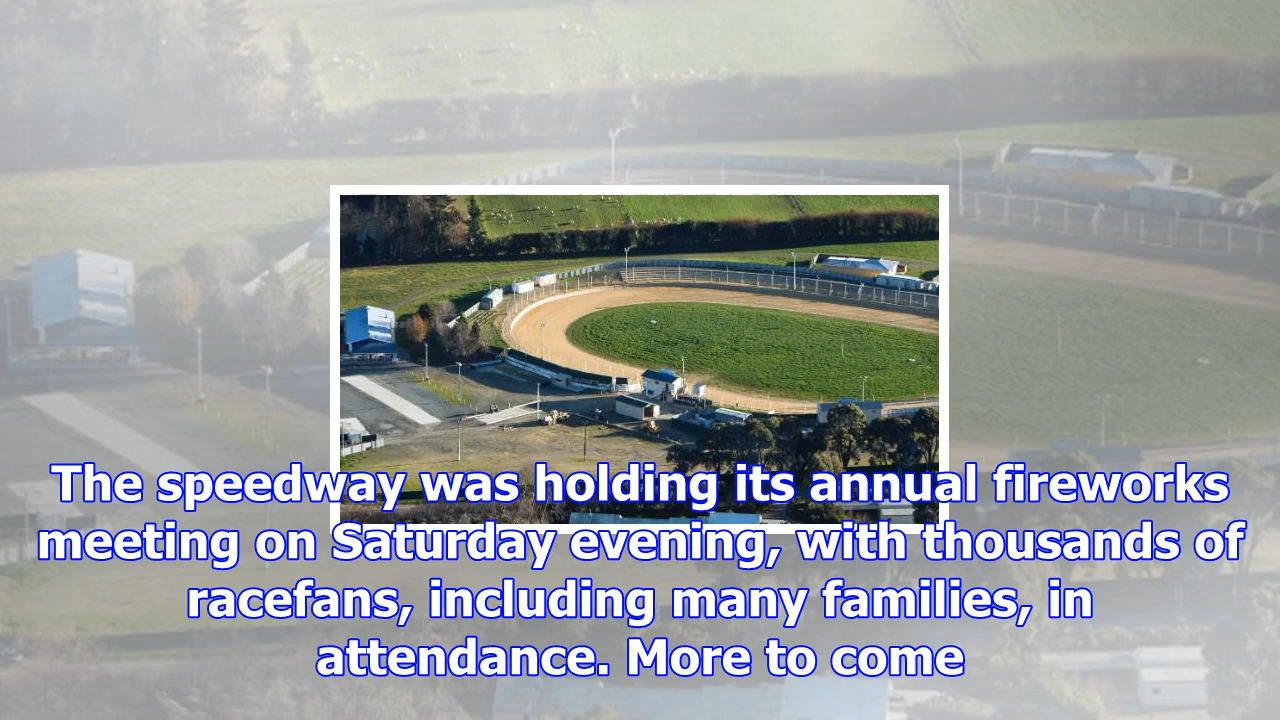 The speedway was holding its annual fireworks
meeting on Saturday evening, with thousands of
racefans, including many families, in
attendance. More to come